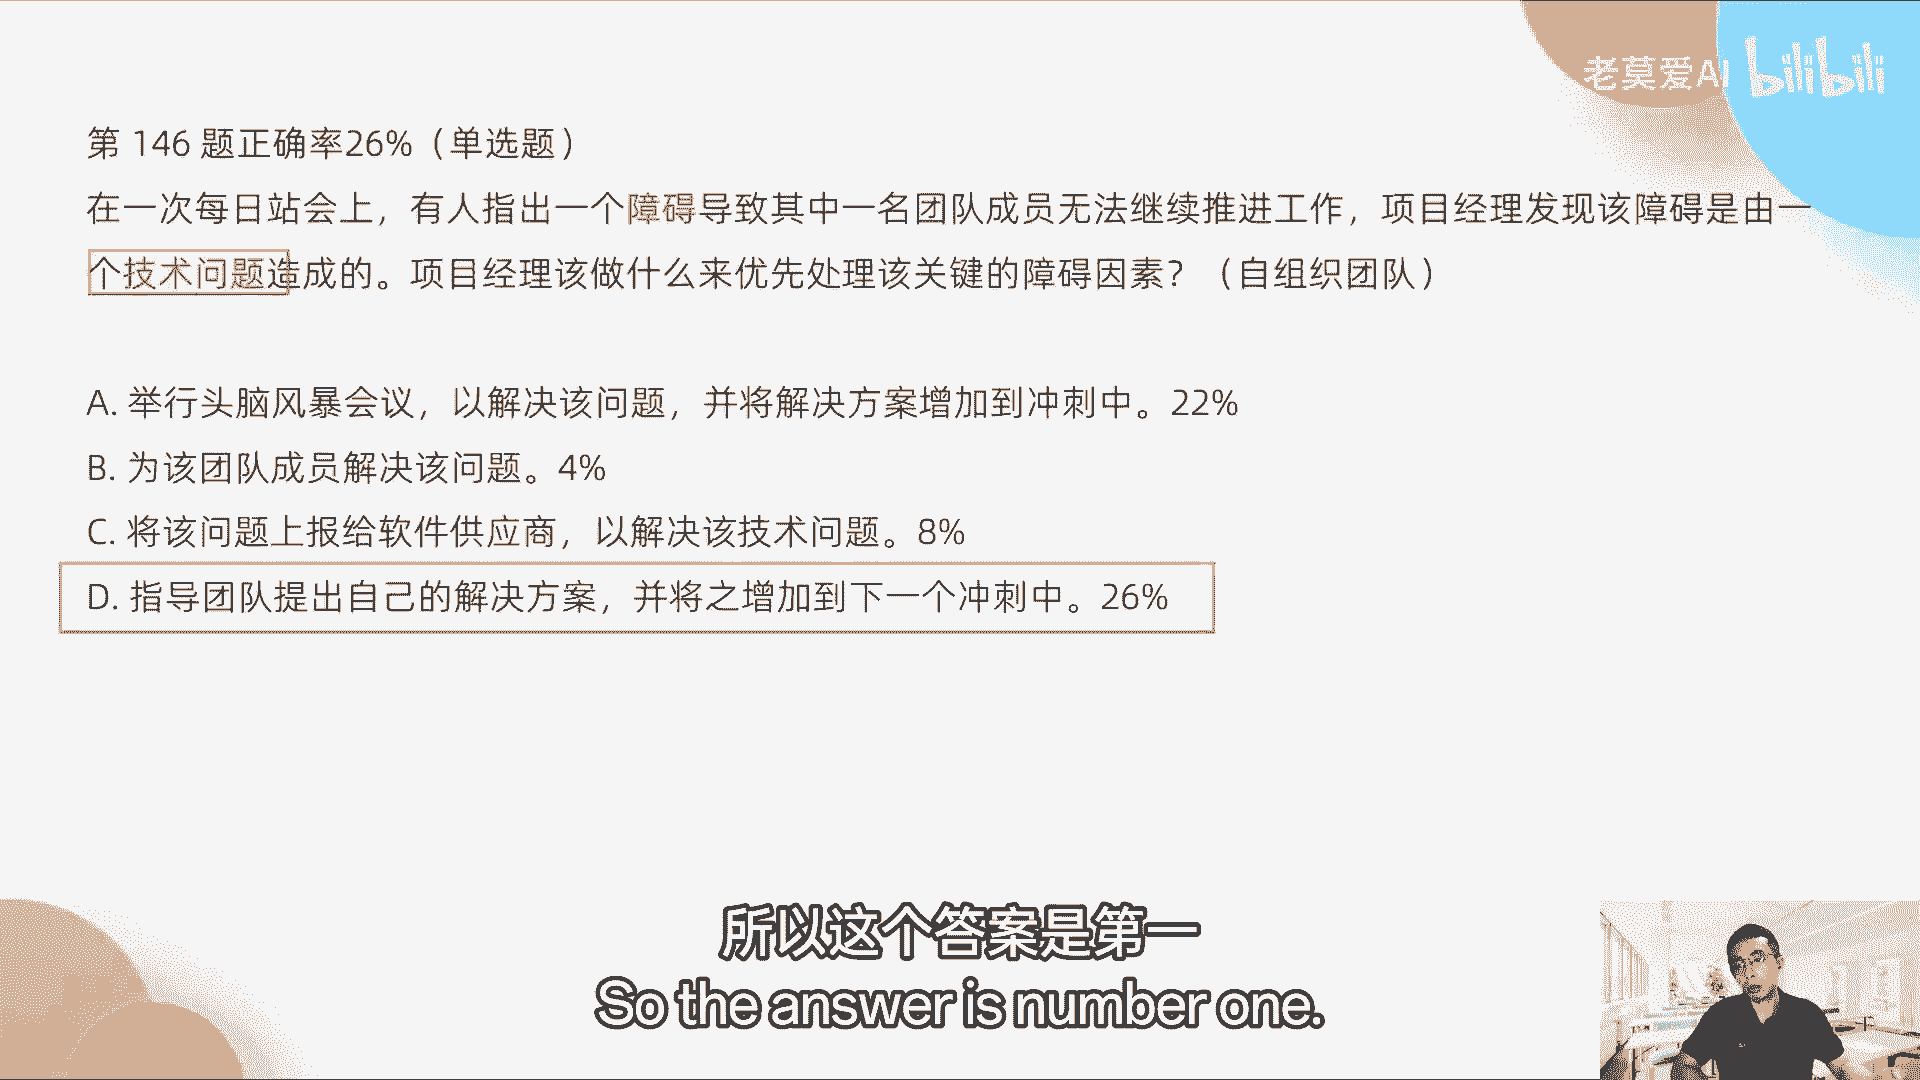 老莫爱AI bilibili
第 146 题正确率26%（单选题）
在一次每日站会上，有人指出一个障碍导致其中一名团队成员无法继续推进工作，项目经理发现该障碍是由一
个技术问题造成的。项目经理该做什么来优先处理该关键的障碍因素？（自组织团队）
A. 举行头脑风暴会议，以解决该问题，并将解决方案增加到冲刺中。22%
B. 为该团队成员解决该问题。4%
C. 将该问题上报给软件供应商，以解决该技术问题。8%
D. 指导团队提出自己的解决方案，并将之增加到下一个冲刺中。26%
所以这个答案是第一
So the answer is number one.